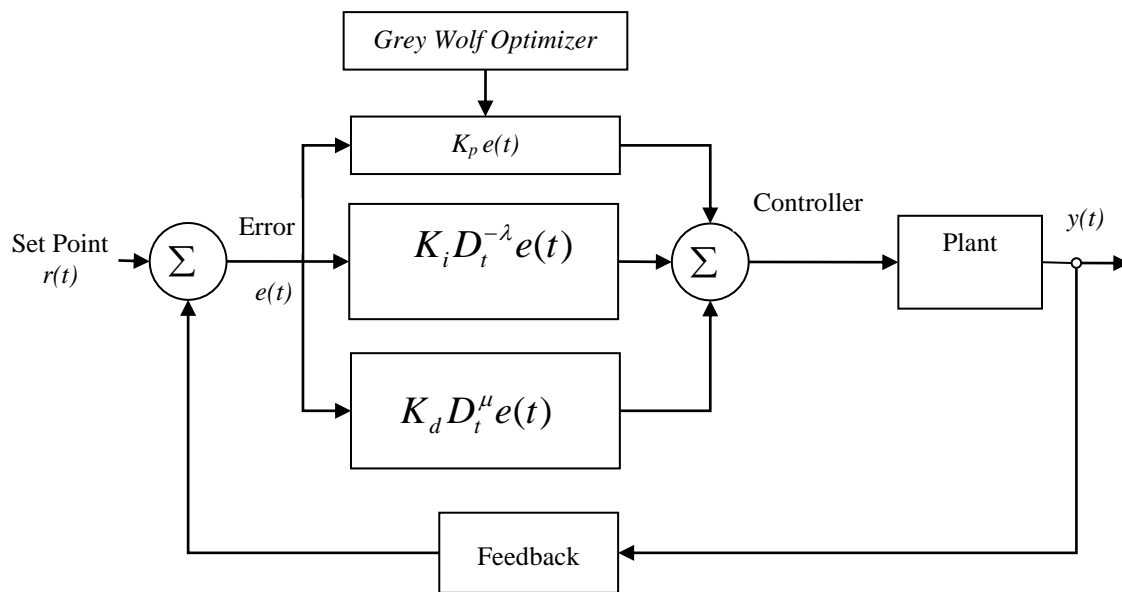 Grey Wolf Optimizer
K_p e(t)
Controller
Error
Set Point
r(t)
Σ
e(t)
K_i D_t^{-λ} e(t)
Σ
Plant
y(t)
K_d D_t^{μ} e(t)
Feedback